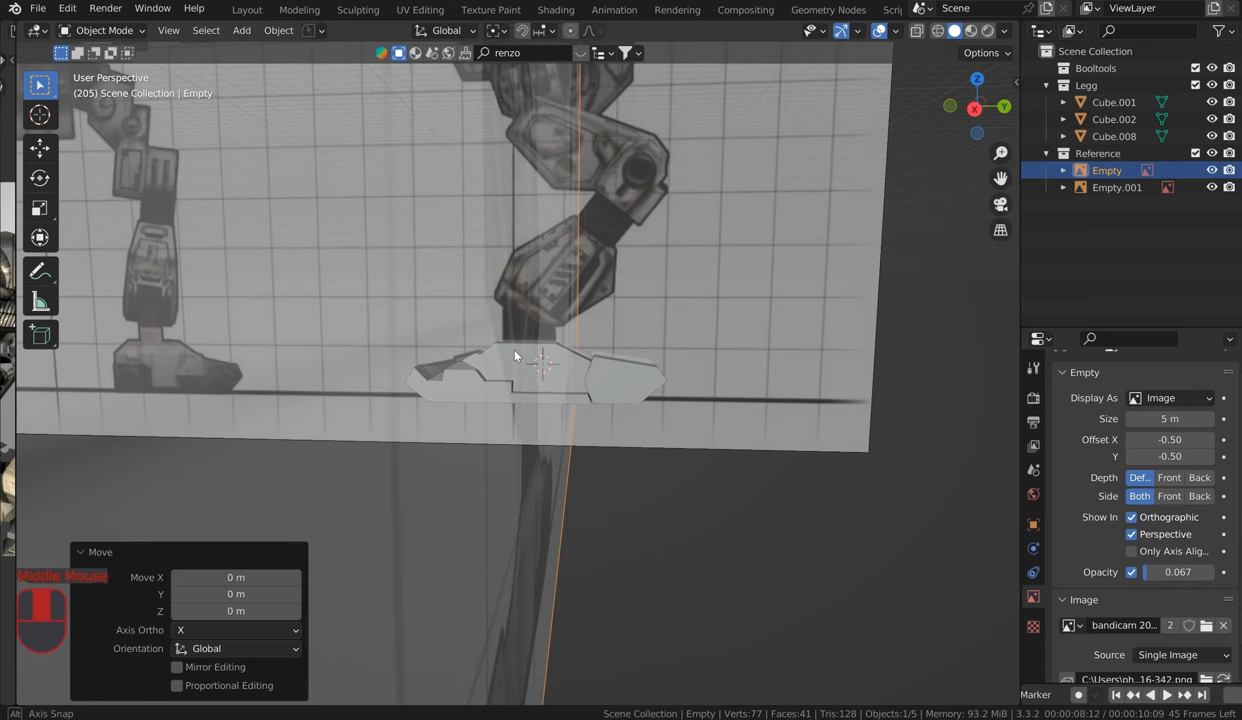 File Edit Render Window Help Layout Modeling Sculpting UV Editing Texture Paint Shading Animation Rendering Compositing Geometry Nodes Scrij Scene ViewLayer
Object Mode View Select Add Object Global
renzo Options
User Perspective
(205) Scene Collection | Empty
Z
Y
X
Scene Collection
Booltools
Legg
Cube.001
Cube.002
Cube.008
Reference
Empty
Empty.001
Empty
Display As Image
Size 5 m
Offset X -0.50
Y -0.50
Depth Def... Front Back
Side Both Front Back
Show In Orthographic
Perspective
Only Axis Alig...
Opacity 0.067
Image
bandicam 20... 2
Source Single Image
C:\Users\ph...16-342.png
Marker
Move
Move X 0 m
Y 0 m
Z 0 m
Axis Ortho X
Orientation Global
Mirror Editing
Proportional Editing
Middle Mouse
Alt Axis Snap
Scene Collection | Empty | Verts:77 | Faces:41 | Tris:128 | Objects:1/5 | Memory: 93.2 MiB | 3.3.2 00:00:08:12 / 00:00:10:09 45 Frames Left